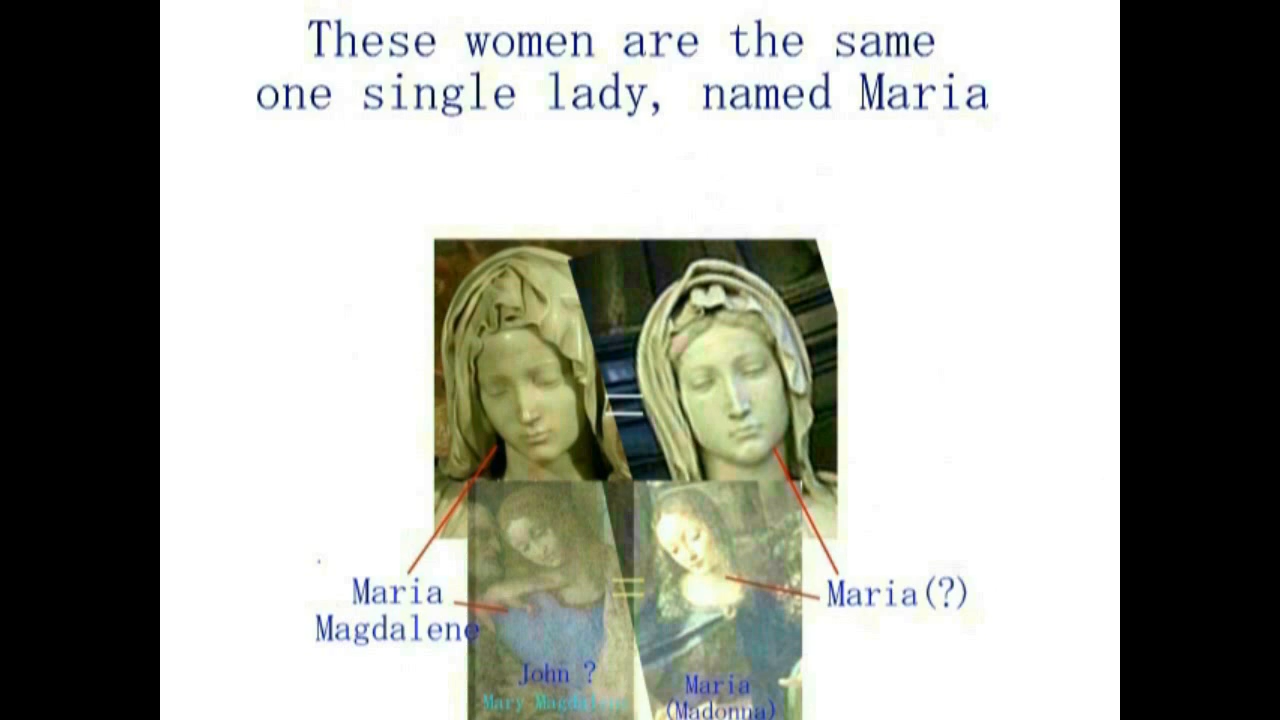 These women are the same
one single lady, named Maria
Maria
Magdalene
Maria(?)
John ?
Mary Magdalene
Maria
(Madonna)